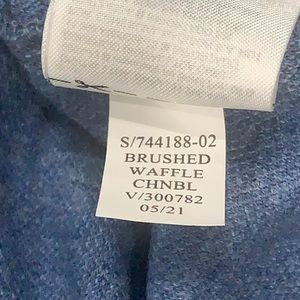 S/744188-02
BRUSHED
WAFFLE
CHNBL
V/300782
05/21